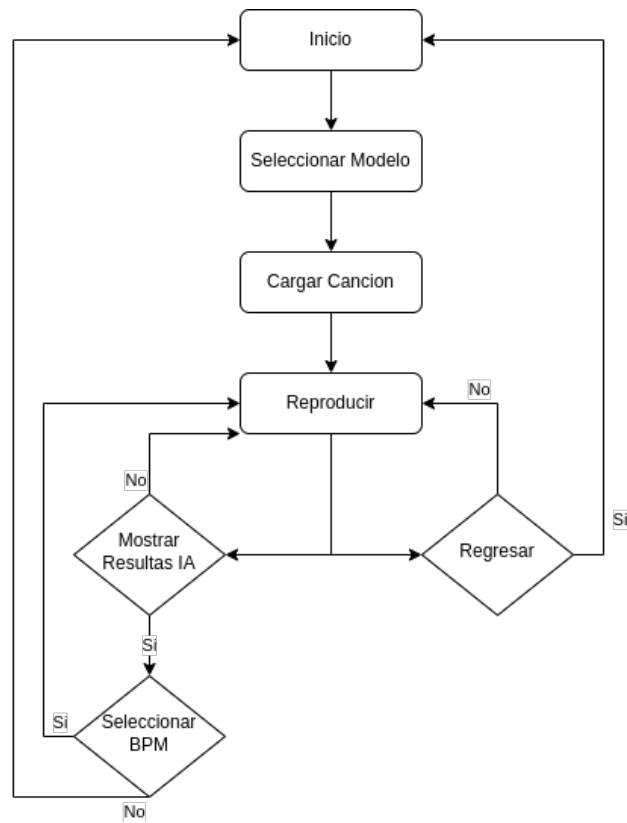 Inicio
Seleccionar Modelo
Cargar Cancion
Reproducir
No
No
Si
Mostrar
Resultas IA
Regresar
Si
Seleccionar
BPM
Si
No